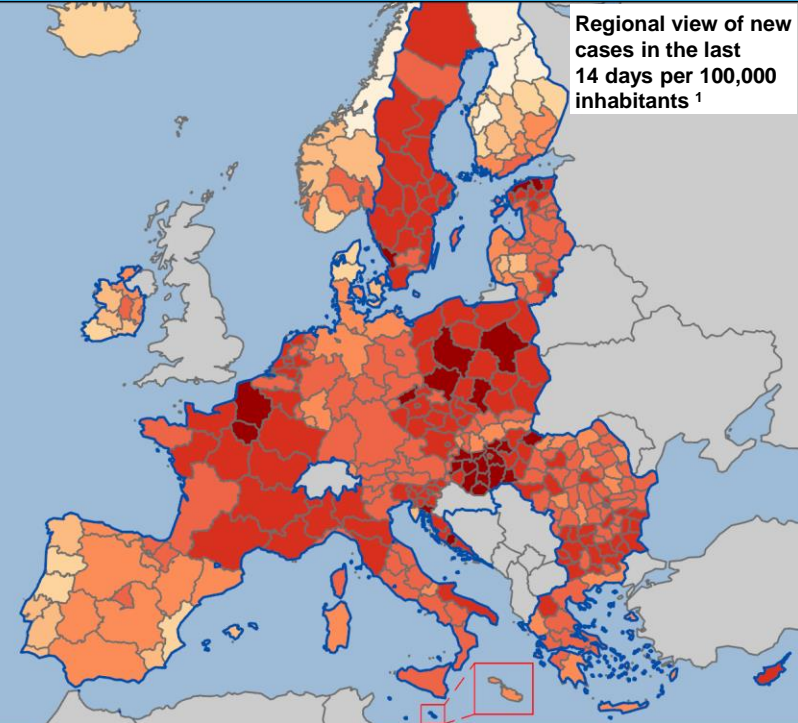 Regional view of new
cases in the last
14 days per 100,000
inhabitants ¹